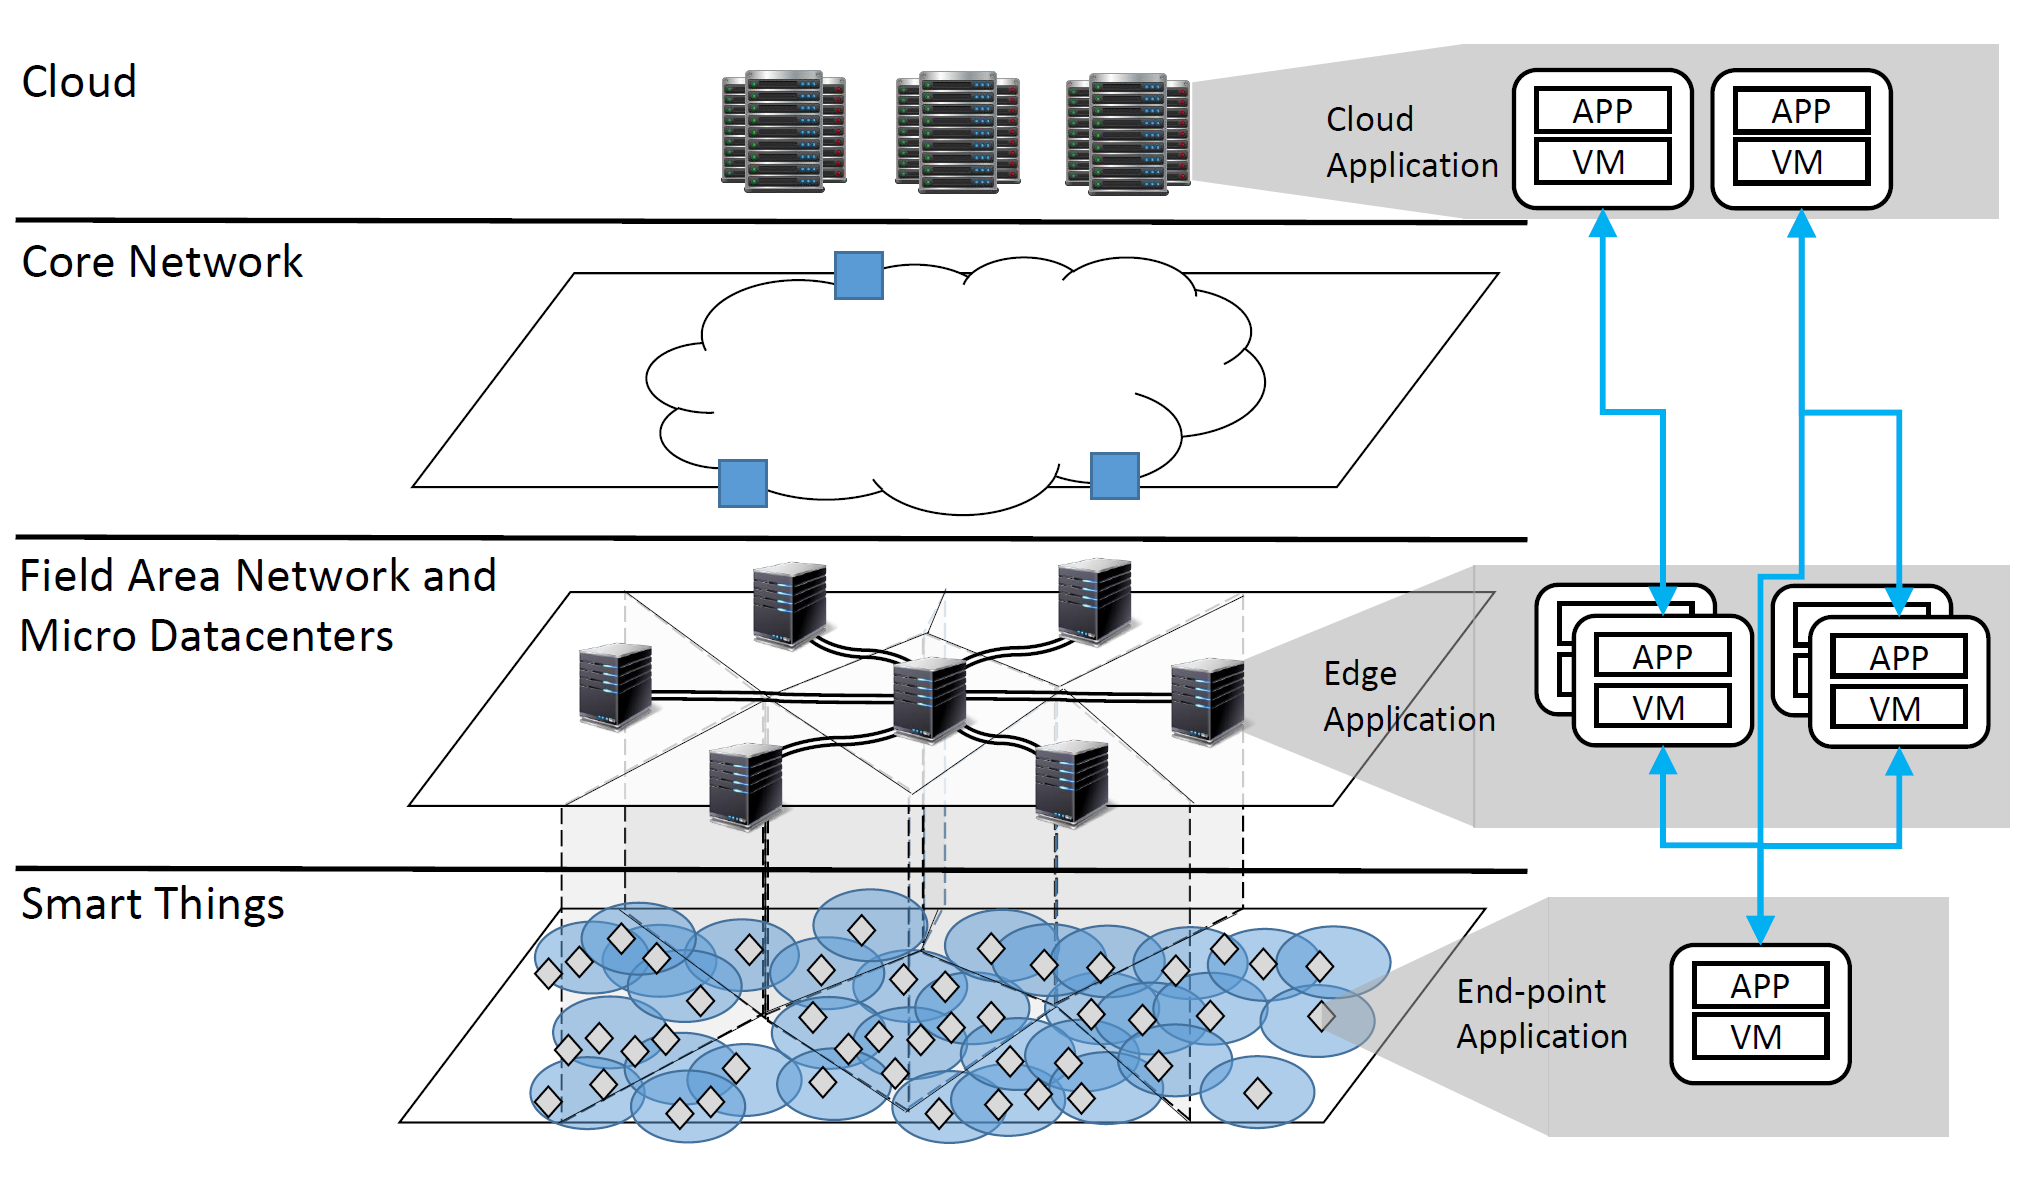 Cloud
Cloud
Application
APP
VM
APP
VM
Core Network
Field Area Network and
Micro Datacenters
Edge
Application
APP
VM
APP
VM
Smart Things
End-point
Application
APP
VM